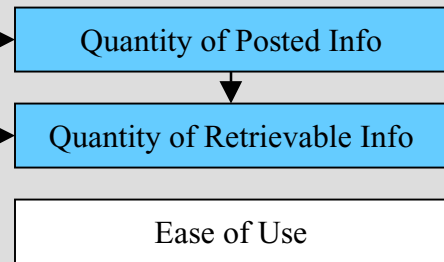 Quantity of Posted Info
Quantity of Retrievable Info
Ease of Use